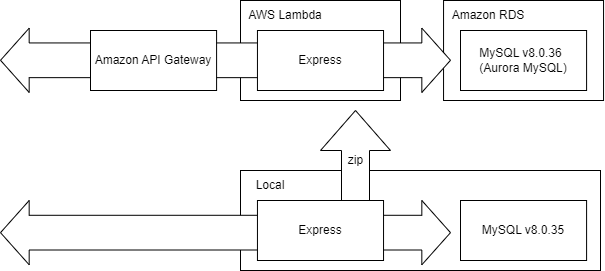 AWS Lambda
Amazon RDS
Amazon API Gateway
Express
MySQL v8.0.36
(Aurora MySQL)
zip
Local
Express
MySQL v8.0.35